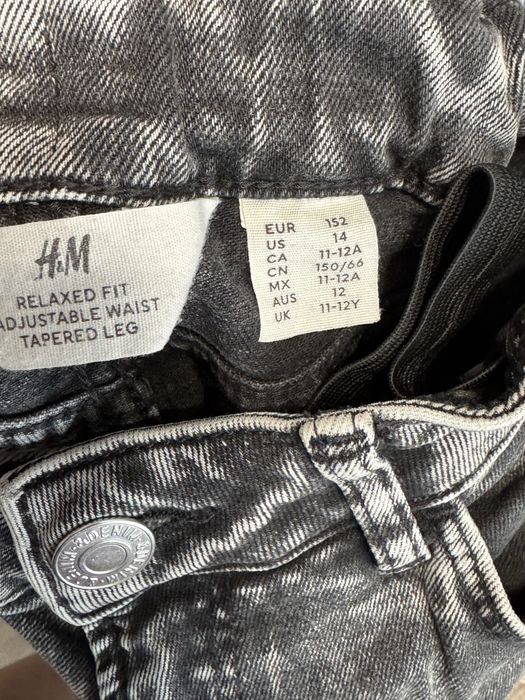 H&M
RELAXED FIT
ADJUSTABLE WAIST
TAPERED LEG
EUR 152
US 14
CA 11-12A
CN 150/66
MX 11-12A
AUS 12
UK 11-12Y
DENIM